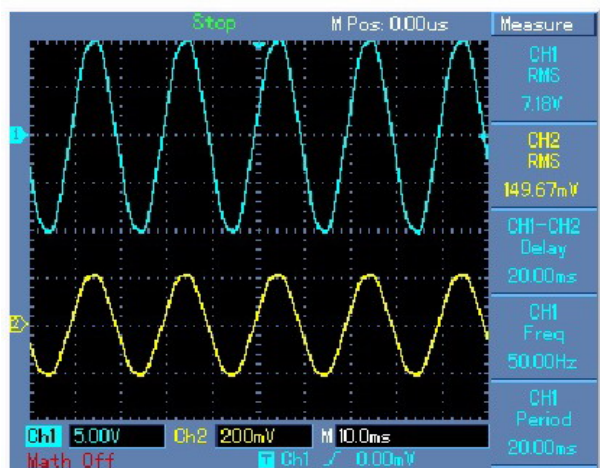 Stop M Pos: 0.00us Measure
CH1
RMS
7.18V
CH2
RMS
149.67mV
CH1-CH2
Delay
20.00ms
CH1
Freq
50.00Hz
CH1
Period
20.00ms
1
2
Ch1 5.00V Ch2 200mV M 10.0ms
Math Off T Ch1 0.00mV